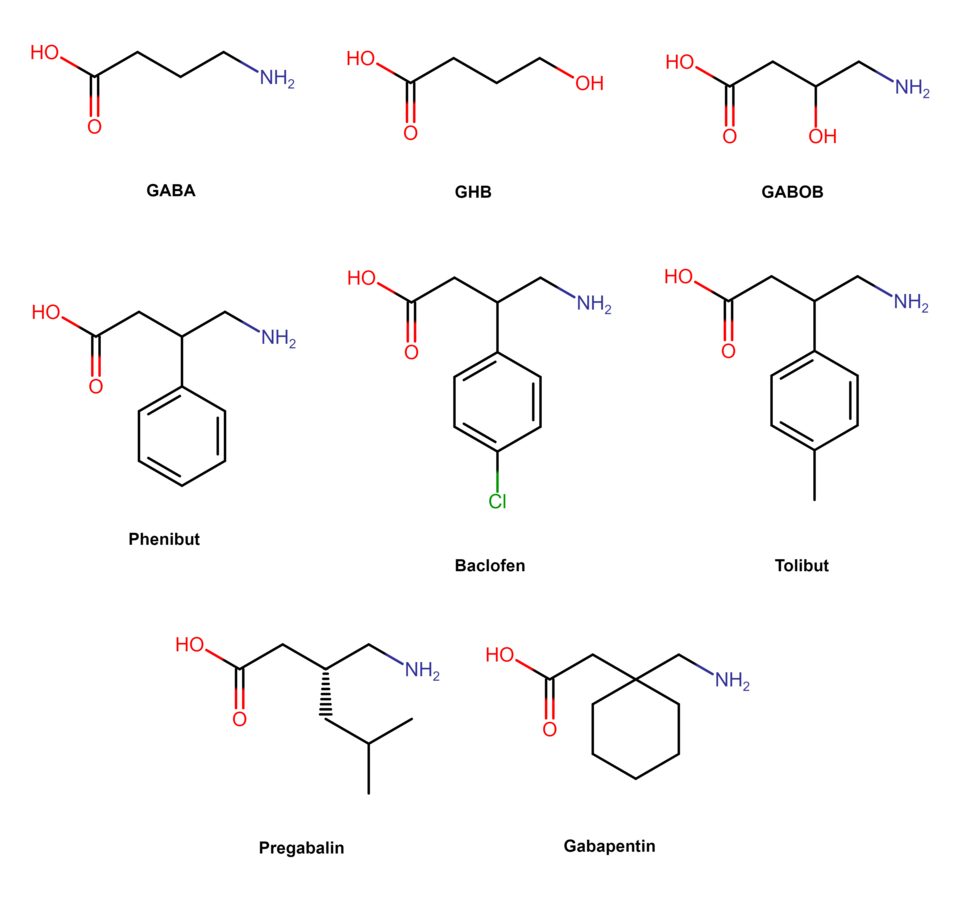 HO
O
NH2
GABA
HO
O
OH
GHB
HO
O
OH
NH2
GABOB
HO
O
NH2
Phenibut
HO
O
NH2
Cl
Baclofen
HO
O
NH2
Tolibut
HO
O
NH2
Pregabalin
HO
O
NH2
Gabapentin